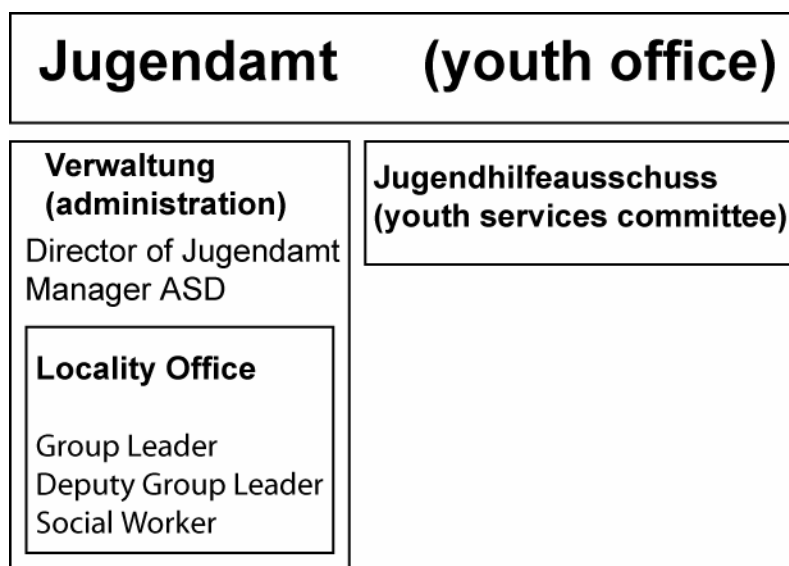 Jugendamt (youth office)
Verwaltung
(administration)
Director of Jugendamt
Manager ASD
Locality Office
Group Leader
Deputy Group Leader
Social Worker
Jugendhilfeausschuss
(youth services committee)